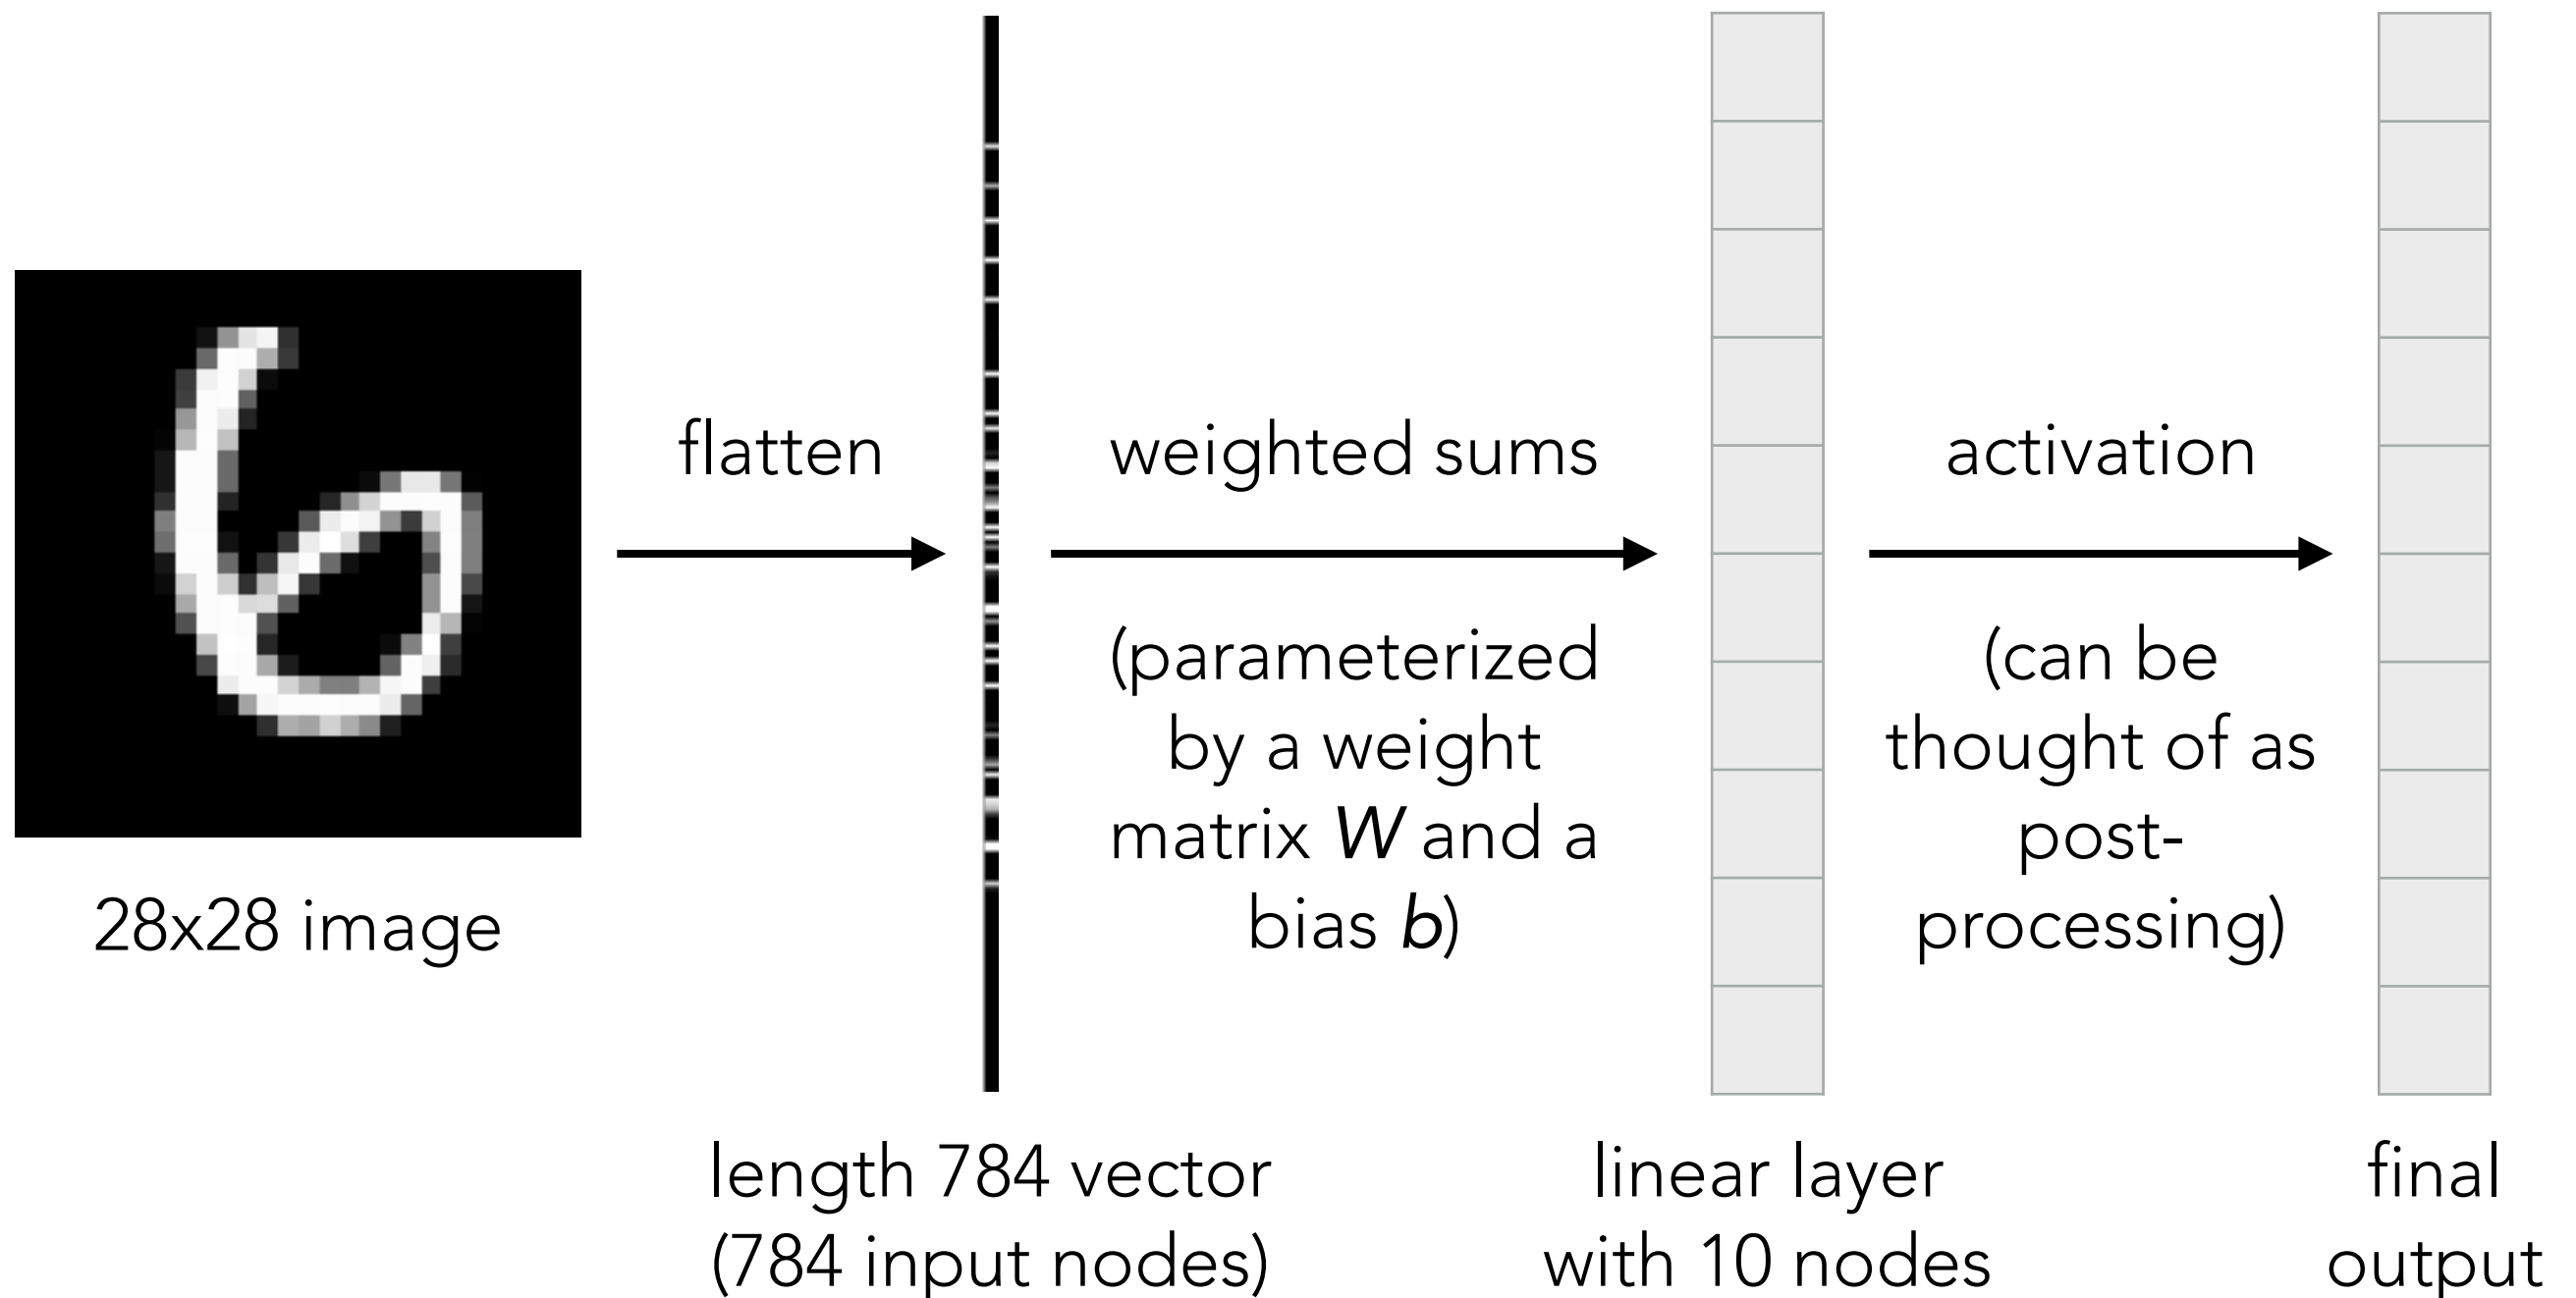 flatten
weighted sums
activation
(parameterized
by a weight
matrix W and a
bias b)
(can be
thought of as
post-
processing)
28x28 image
length 784 vector
(784 input nodes)
linear layer
with 10 nodes
final
output